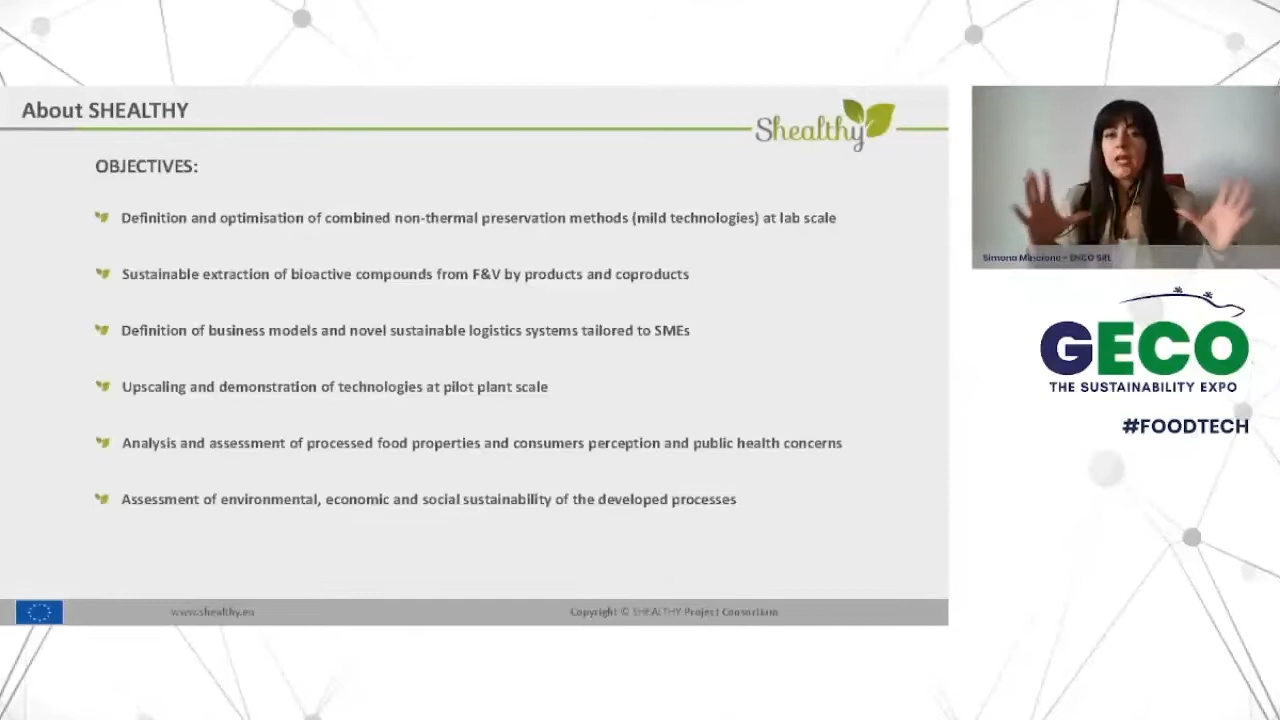 About SHEALTHY
Shealthy
OBJECTIVES:
Definition and optimisation of combined non-thermal preservation methods (mild technologies) at lab scale
Sustainable extraction of bioactive compounds from F&V by products and coproducts
Definition of business models and novel sustainable logistics systems tailored to SMEs
Upscaling and demonstration of technologies at pilot plant scale
Analysis and assessment of processed food properties and consumers perception and public health concerns
Assessment of environmental, economic and social sustainability of the developed processes
www.shealthy.eu
Copyright © SHEALTHY Project Consortium
Simona Mincione - ENCO SRL
GECO
THE SUSTAINABILITY EXPO
#FOODTECH